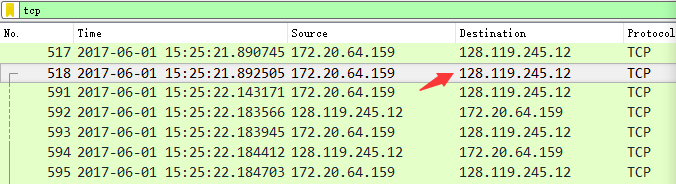 tcp
No. Time Source Destination Protocol
517 2017-06-01 15:25:21.890745 172.20.64.159 128.119.245.12 TCP
518 2017-06-01 15:25:21.892505 172.20.64.159 128.119.245.12 TCP
591 2017-06-01 15:25:22.143171 172.20.64.159 128.119.245.12 TCP
592 2017-06-01 15:25:22.183566 128.119.245.12 172.20.64.159 TCP
593 2017-06-01 15:25:22.183945 172.20.64.159 128.119.245.12 TCP
594 2017-06-01 15:25:22.184412 128.119.245.12 172.20.64.159 TCP
595 2017-06-01 15:25:22.184703 172.20.64.159 128.119.245.12 TCP